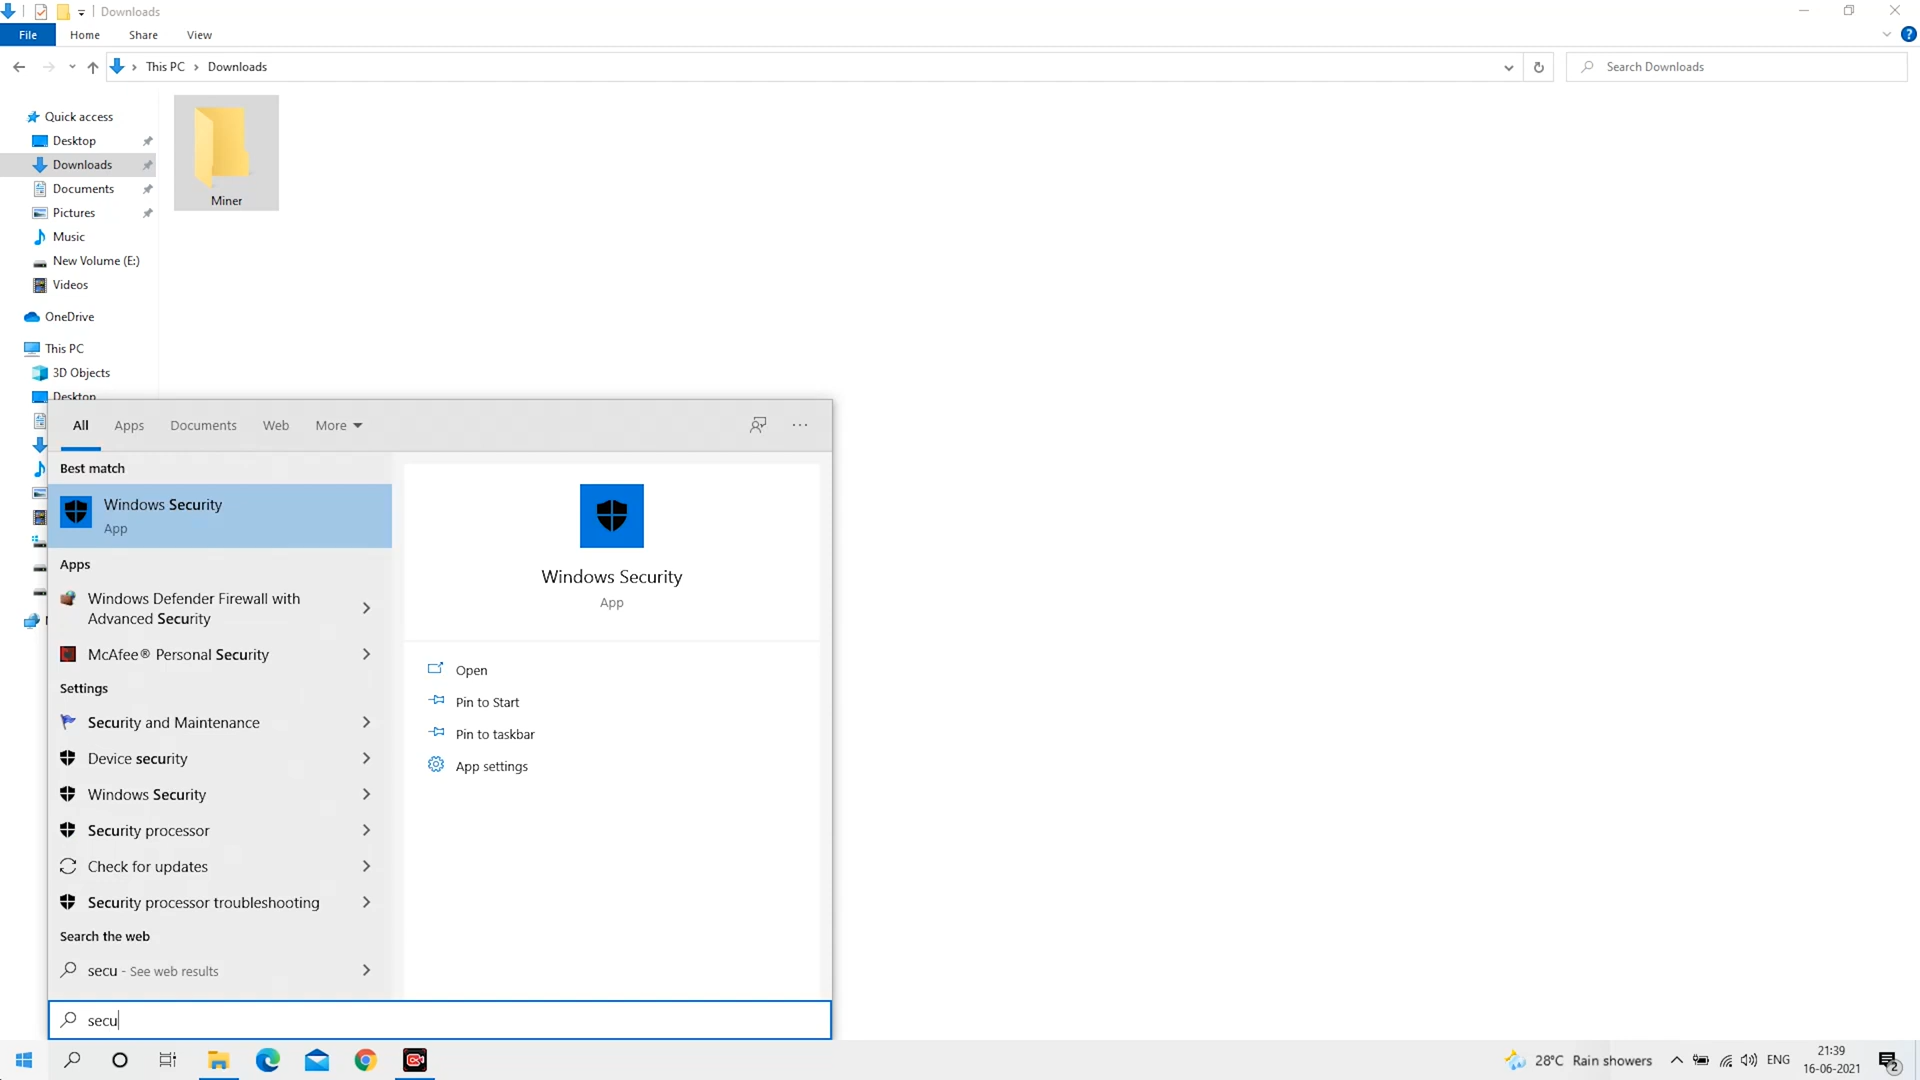 Downloads
File
Home
Share
View
This PC
Downloads
Search Downloads
Quick access
Desktop
Downloads
Documents
Pictures
Music
New Volume (E:)
Videos
OneDrive
This PC
3D Objects
Desktop
Miner
All
Apps
Documents
Web
More
Best match
Windows Security
App
Apps
Windows Defender Firewall with
Advanced Security
McAfee® Personal Security
Settings
Security and Maintenance
Device security
Windows Security
Security processor
Check for updates
Security processor troubleshooting
Search the web
secu - See web results
Windows Security
App
Open
Pin to Start
Pin to taskbar
App settings
secu
28°C Rain showers
ENG
21:39
16-06-2021
2